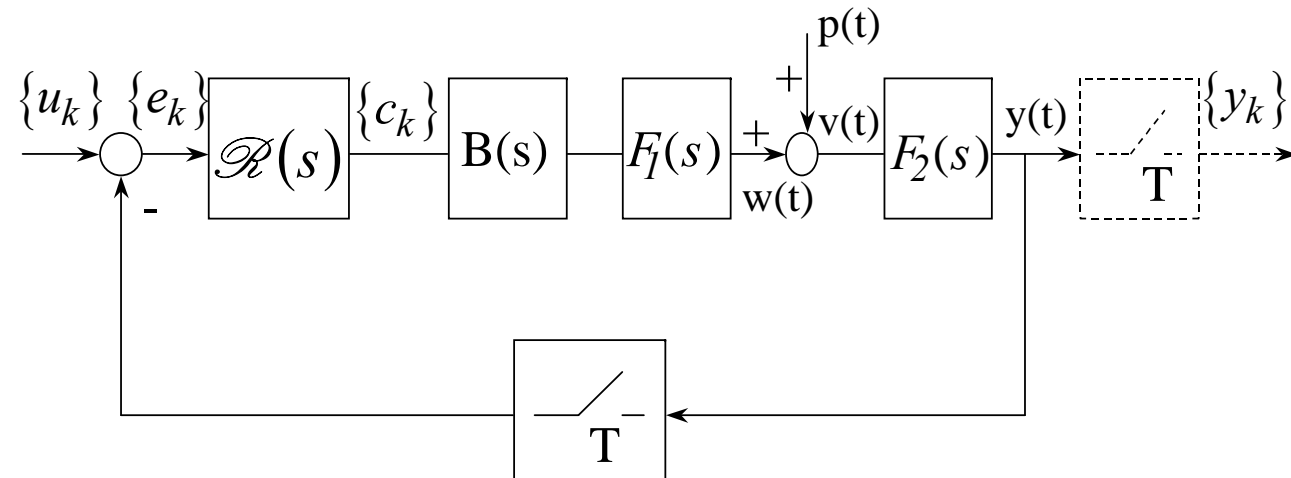 p(t)
{u_k} {e_k} {c_k} + {y_k}
ℛ(s) B(s) F_1(s) + v(t) F_2(s) y(t)
w(t) T
-
T